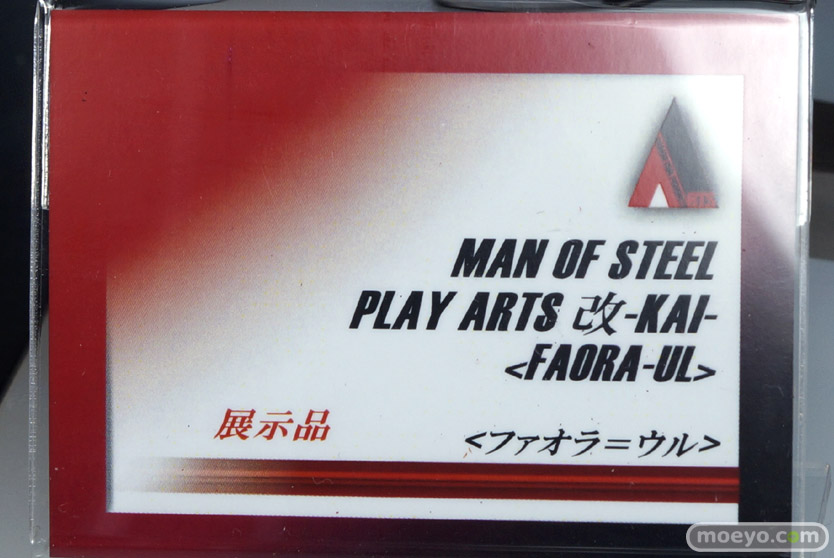 MAN OF STEEL
PLAY ARTS 改-KAI-
<FAORA-UL>
展示品
<ファオラ=ウル>
moeyo.com